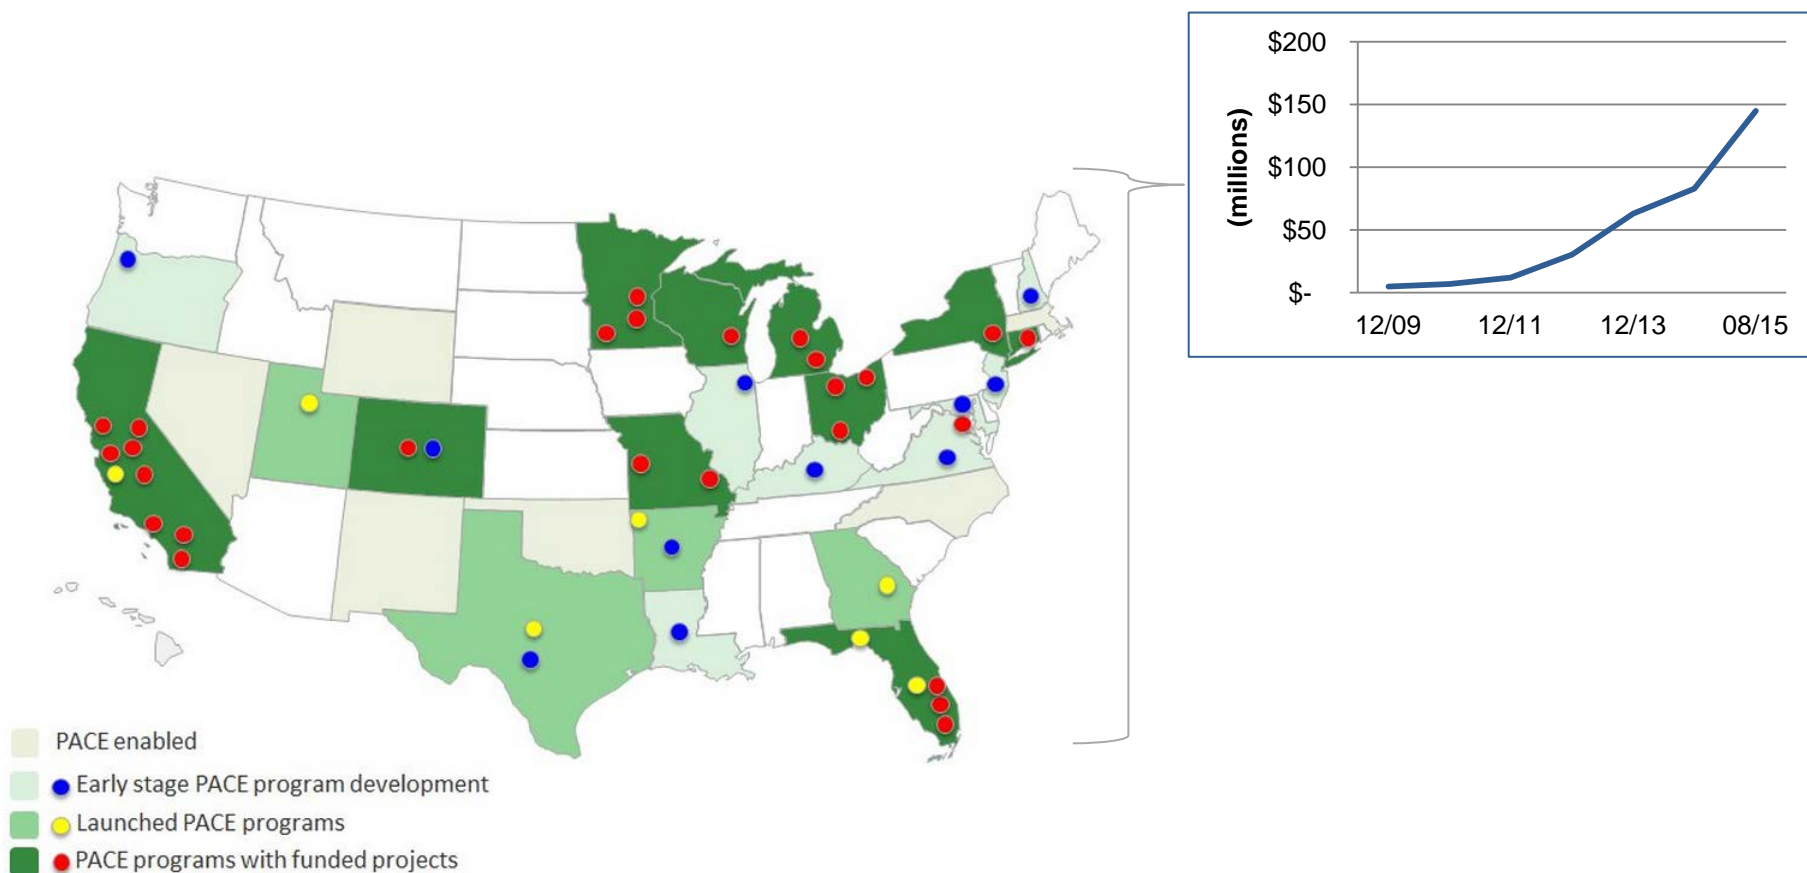 $200
$150
$100
$50
$-
(millions)
12/09 12/11 12/13 08/15
PACE enabled
Early stage PACE program development
Launched PACE programs
PACE programs with funded projects